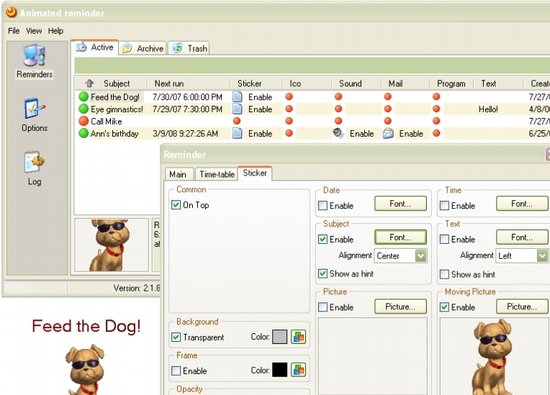 Animated reminder
File View Help
Active Archive Trash
Reminders
Options
Log
Subject Next run Sticker Ico Sound Mail Program Text Crea
Feed the Dog! 7/30/07 6:00:00 PM Enable 7/27/
Eye gimnastics! 7/29/07 7:30:00 PM Enable Hello! 4/8/0
Call Mike 7/27/
Ann's birthday 3/9/08 9:27:26 AM Enable Enable Enable 6/25/
R
6:
al
Version: 2.1.8
Feed the Dog!
Reminder
Main Time-table Sticker
Common
On Top
Background
Transparent Color:
Frame
Enable Color:
Opacity
Date
Enable Font...
Subject
Enable Font...
Alignment Center
Show as hint
Picture
Enable Picture...
Time
Enable Font...
Text
Enable Font...
Alignment Left
Show as hint
Moving Picture
Enable Picture...